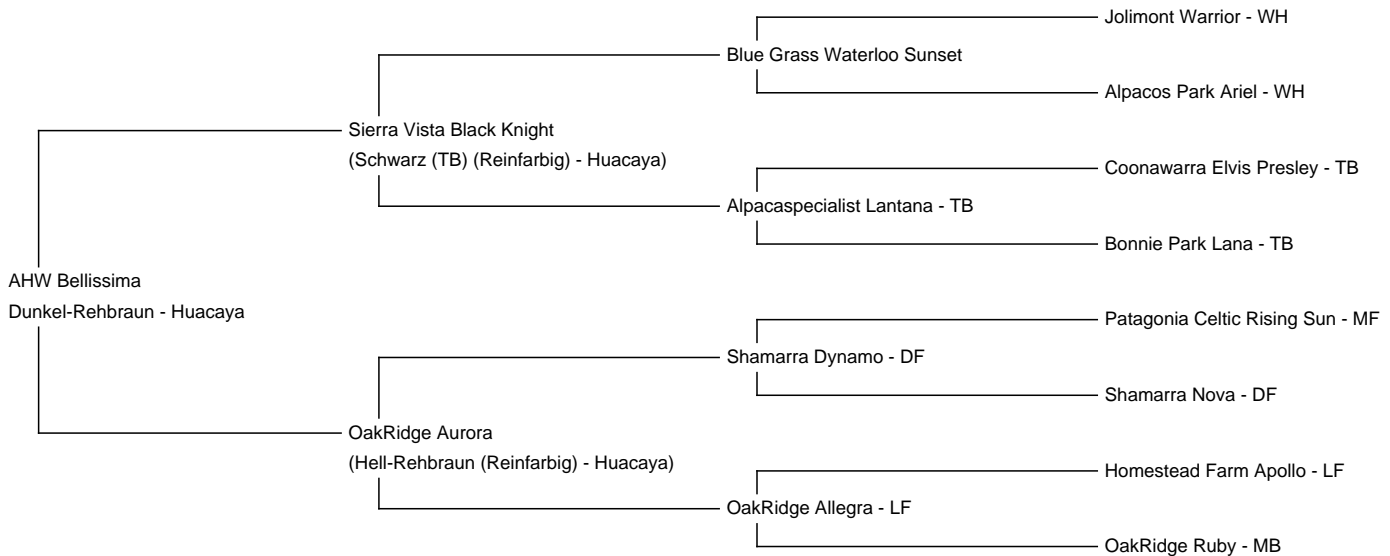 Jolimont Warrior - WH
Blue Grass Waterloo Sunset
Alpacos Park Ariel - WH
Sierra Vista Black Knight
(Schwarz (TB) (Reinfarbig) - Huacaya)
Coonawarra Elvis Presley - TB
Alpacaspecialist Lantana - TB
Bonnie Park Lana - TB
AHW Bellissima
Dunkel-Rehbraun - Huacaya
Patagonia Celtic Rising Sun - MF
Shamarra Dynamo - DF
Shamarra Nova - DF
OakRidge Aurora
(Hell-Rehbraun (Reinfarbig) - Huacaya)
Homestead Farm Apollo - LF
OakRidge Allegra - LF
OakRidge Ruby - MB